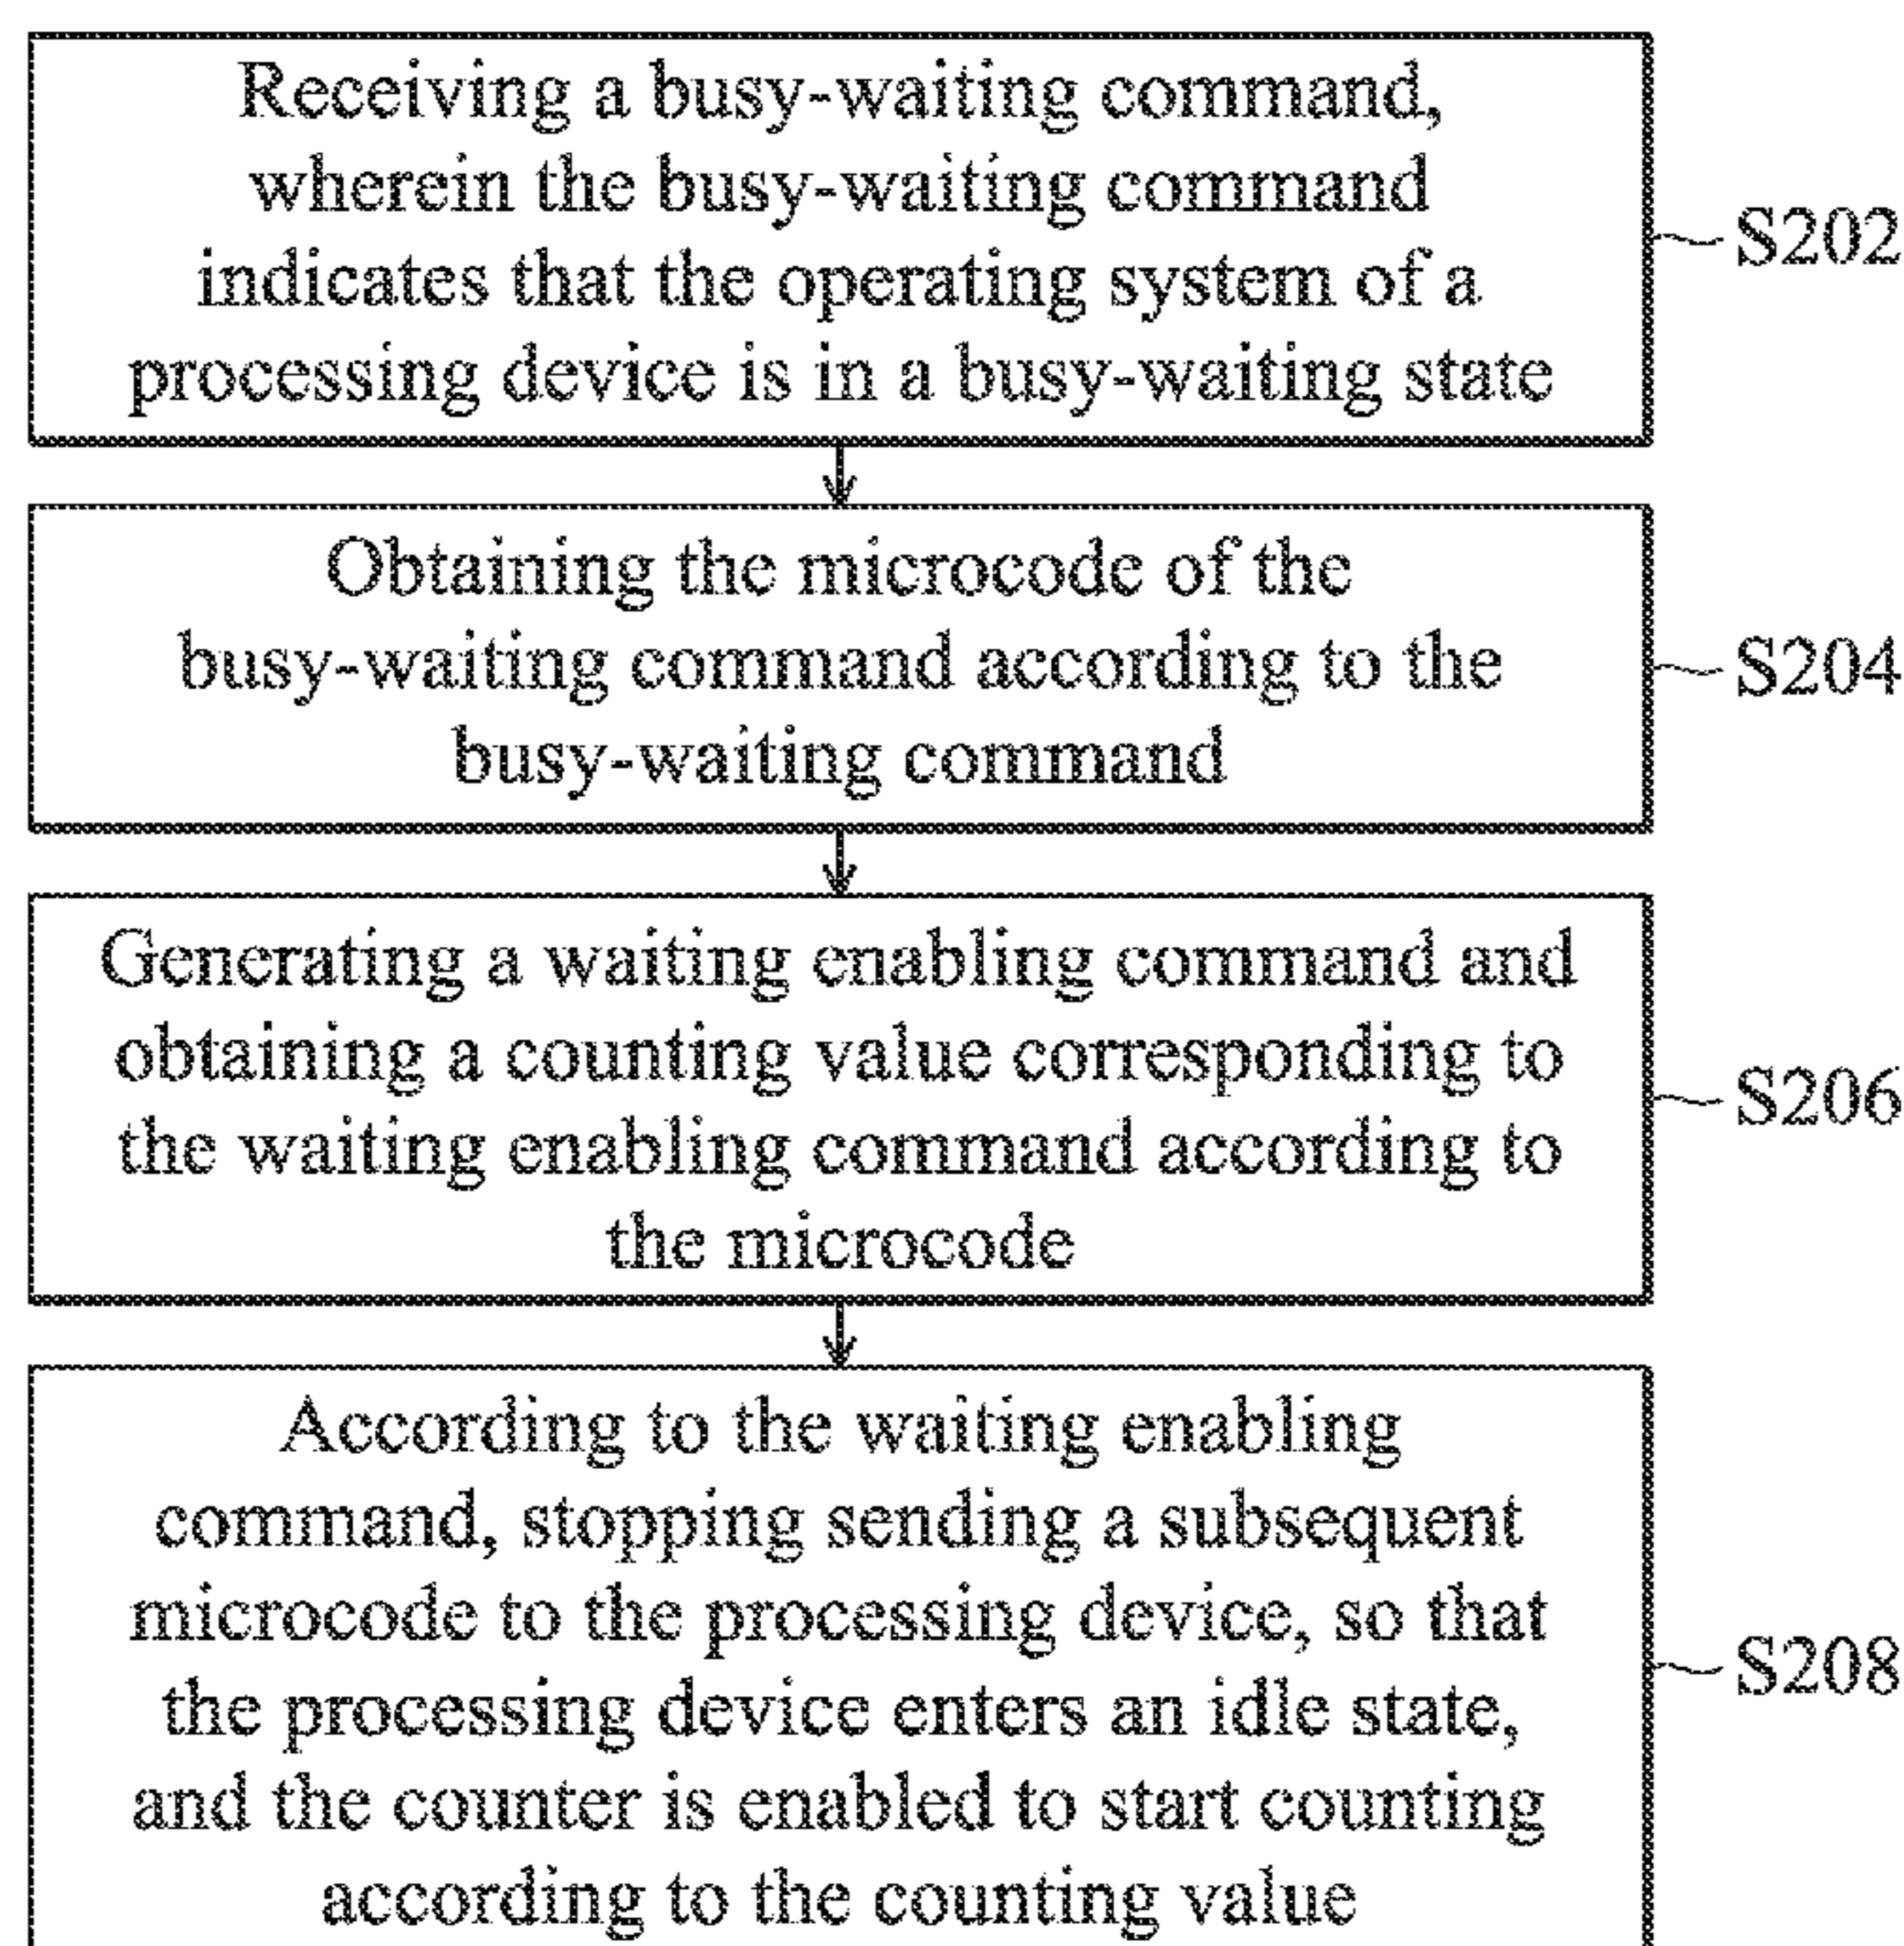 Receiving a busy-waiting command,
wherein the busy-waiting command
indicates that the operating system of a
processing device is in a busy-waiting state
S202
Obtaining the microcode of the
busy-waiting command according to the
busy-waiting command
S204
Generating a waiting enabling command and
obtaining a counting value corresponding to
the waiting enabling command according to
the microcode
S206
According to the waiting enabling
command, stopping sending a subsequent
microcode to the processing device, so that
the processing device enters an idle state,
and the counter is enabled to start counting
according to the counting value
S208